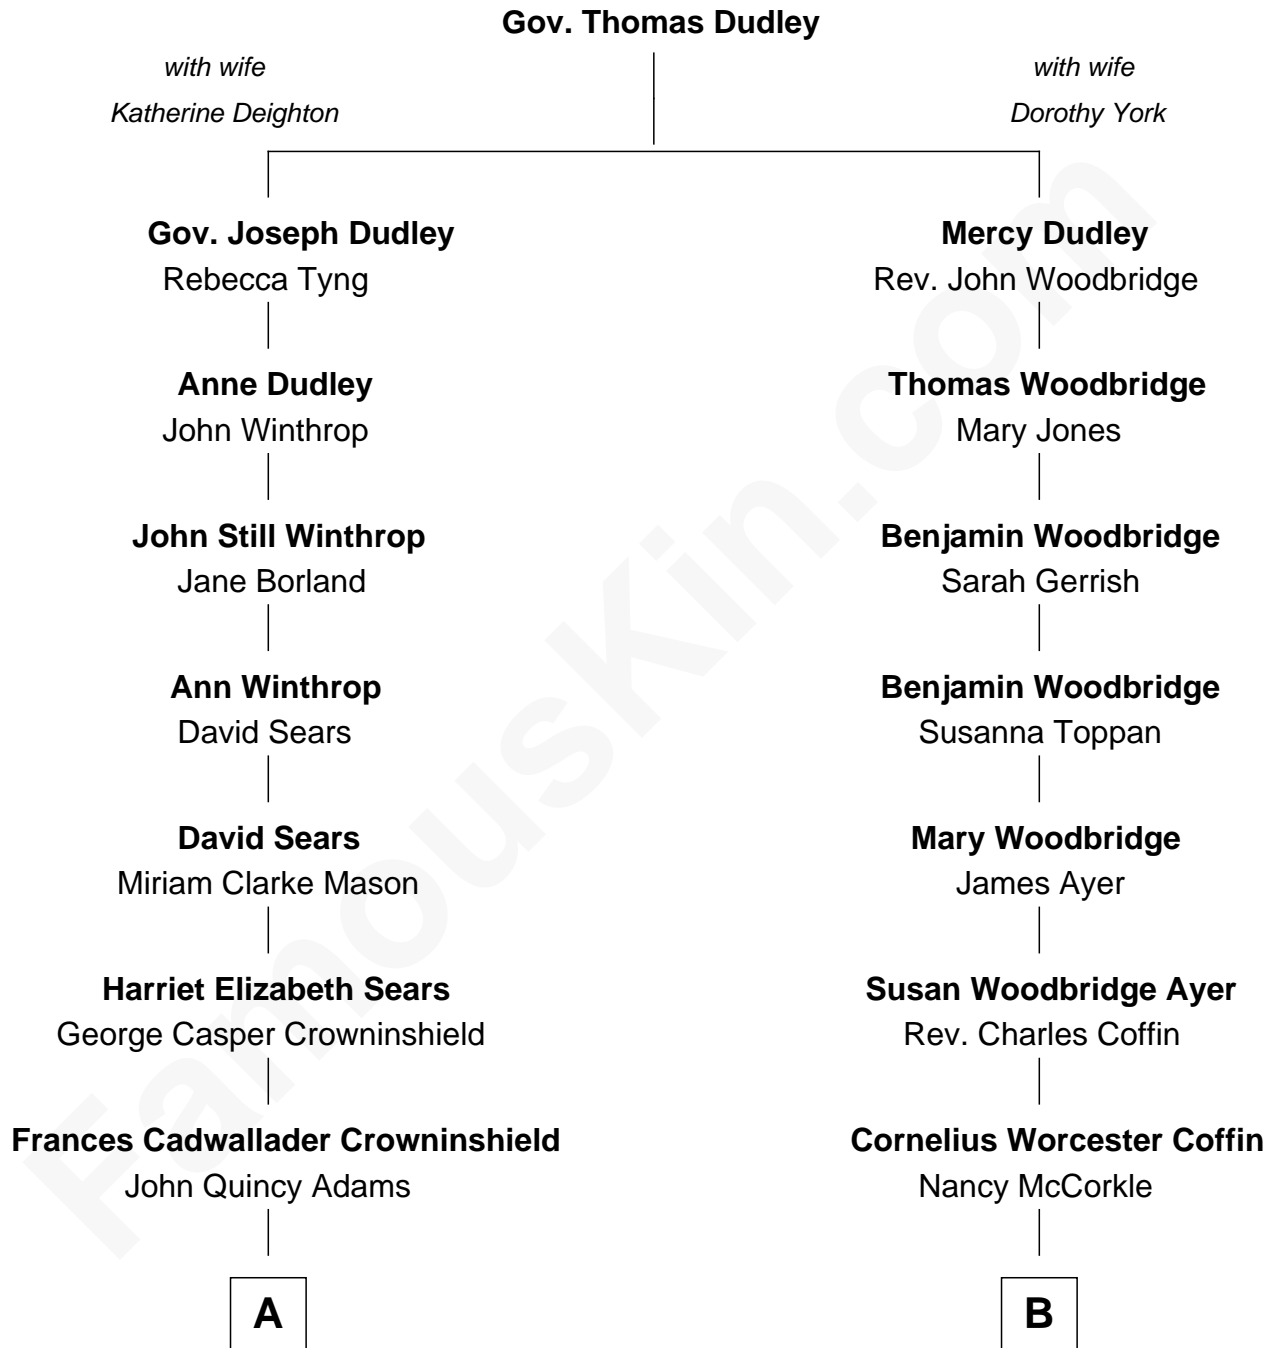 Gov. Thomas Dudley
with wife
Katherine Deighton
with wife
Dorothy York
Gov. Joseph Dudley
Rebecca Tyng
Mercy Dudley
Rev. John Woodbridge
Anne Dudley
John Winthrop
Thomas Woodbridge
Mary Jones
John Still Winthrop
Jane Borland
Benjamin Woodbridge
Sarah Gerrish
Ann Winthrop
David Sears
Benjamin Woodbridge
Susanna Toppan
David Sears
Miriam Clarke Mason
Mary Woodbridge
James Ayer
Harriet Elizabeth Sears
George Casper Crowninshield
Susan Woodbridge Ayer
Rev. Charles Coffin
Frances Cadwallader Crowninshield
John Quincy Adams
Cornelius Worcester Coffin
Nancy McCorkle
A
B
FamousKin.com